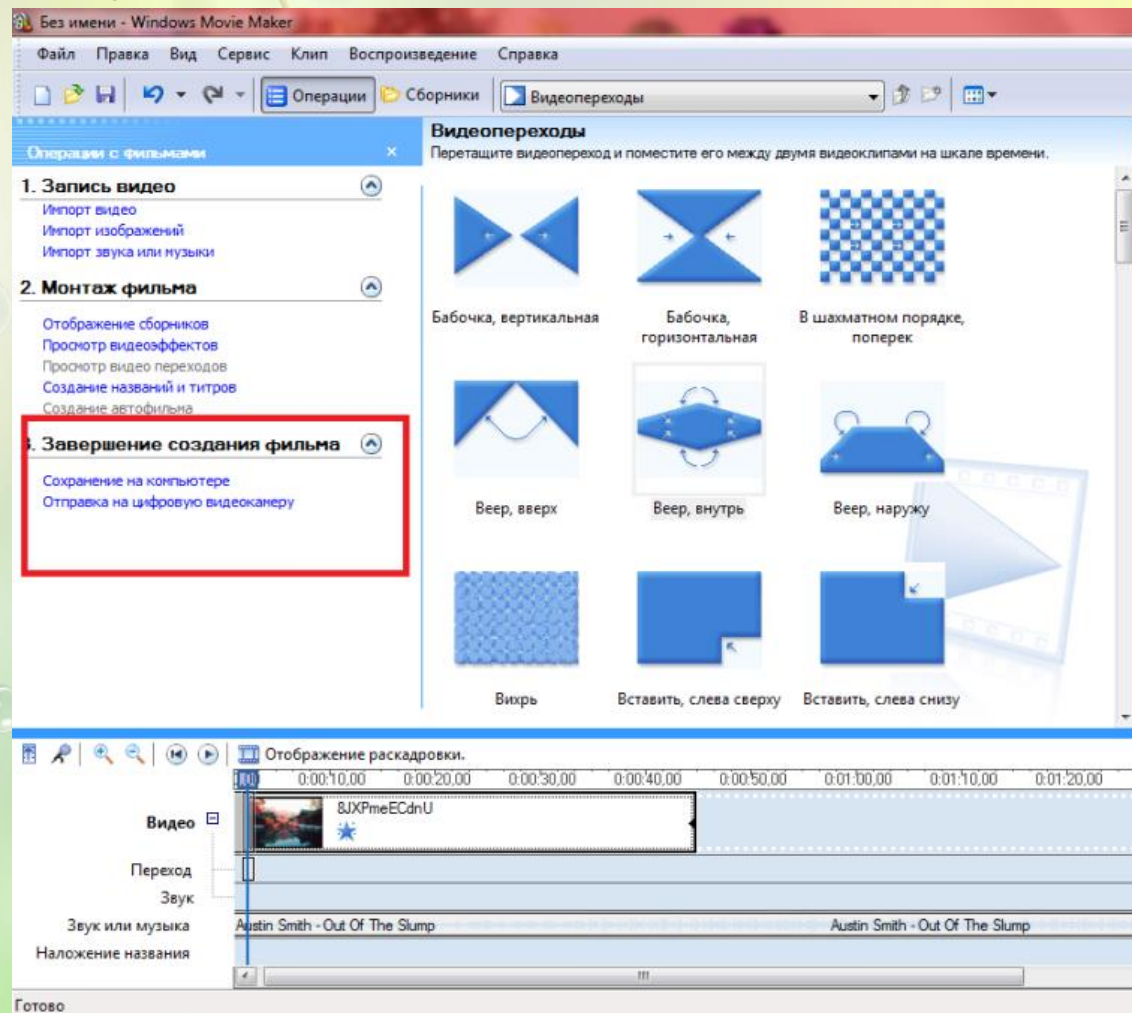 Без имени - Windows Movie Maker
Файл Правка Вид Сервис Клип Воспроизведение Справка
Операции Сборники Видеопереходы
Операции с фильмами
1. Запись видео
Импорт видео
Импорт изображений
Импорт звука или музыки
2. Монтаж фильма
Отображение сборников
Просмотр видеоэффектов
Просмотр видео переходов
Создание названий и титров
Создание автофильма
3. Завершение создания фильма
Сохранение на компьютере
Отправка на цифровую видеокамеру
Видеопереходы
Перетащите видеопереход и поместите его между двумя видеоклипами на шкале времени.
Бабочка, вертикальная
Бабочка,
горизонтальная
В шахматном порядке,
поперек
Веер, вверх
Веер, внутрь
Веер, наружу
Вихрь
Вставить, слева сверху
Вставить, слева снизу
Отображение раскадровки.
0:00:10,00 0:00:20,00 0:00:30,00 0:00:40,00 0:00:50,00 0:01:00,00 0:01:10,00 0:01:20,00
Видео
8JXPmeECdnU
Переход
Звук
Звук или музыка
Austin Smith - Out Of The Slump
Austin Smith - Out Of The Slump
Наложение названия
Готово